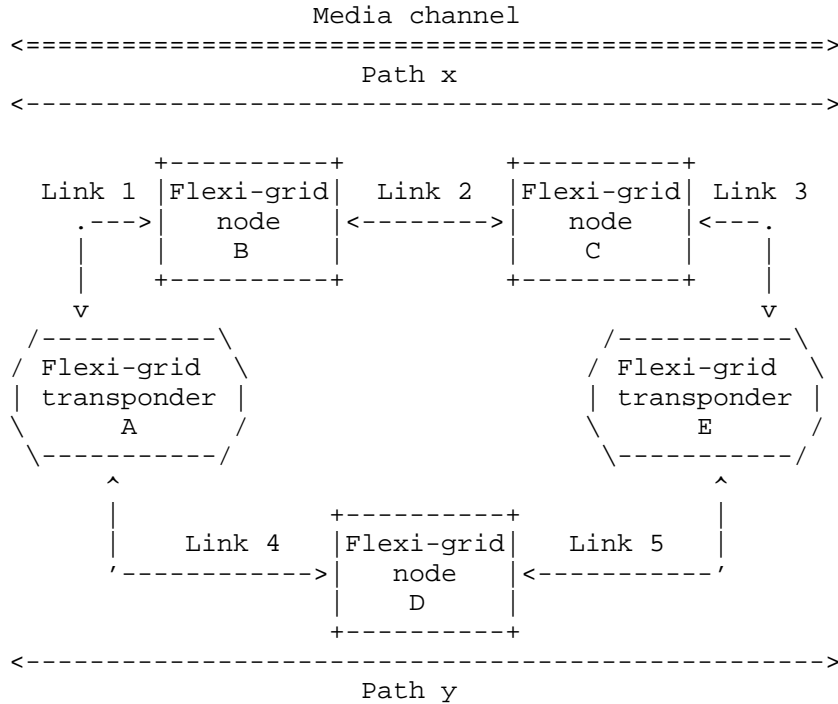 Media channel
<===================================================>
Path x
<--------------------------------------------------->
+----------+ +----------+
Link 1 |Flexi-grid| Link 2 |Flexi-grid| Link 3
.--->| node |<-------->| node |<---.
| | B | | C | |
| +----------+ +----------+ |
v v
/-----------\ /-----------\
/ Flexi-grid \ / Flexi-grid \
| transponder | | transponder |
\ A / \ E /
\-----------/ \-----------/
^ ^
| +----------+ |
| Link 4 |Flexi-grid| Link 5 |
'------------>| node |<-----------'
| D |
+----------+
<--------------------------------------------------->
Path y